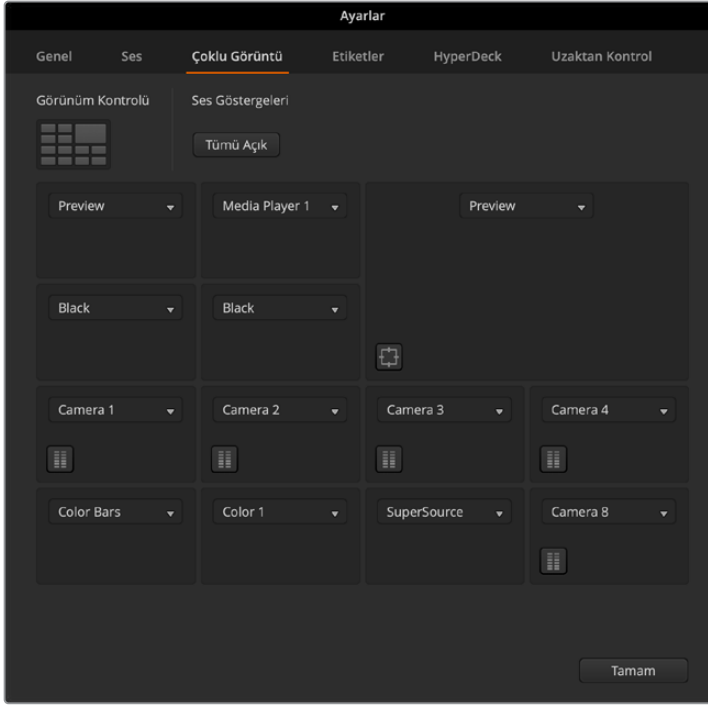 Ayarlar
Genel Ses Çoklu Görüntü Etiketler HyperDeck Uzaktan Kontrol
Görünüm Kontrolü Ses Göstergeleri
Tümü Açık
Preview Media Player 1 Preview
Black Black
Camera 1 Camera 2 Camera 3 Camera 4
Color Bars Color 1 SuperSource Camera 8
Tamam